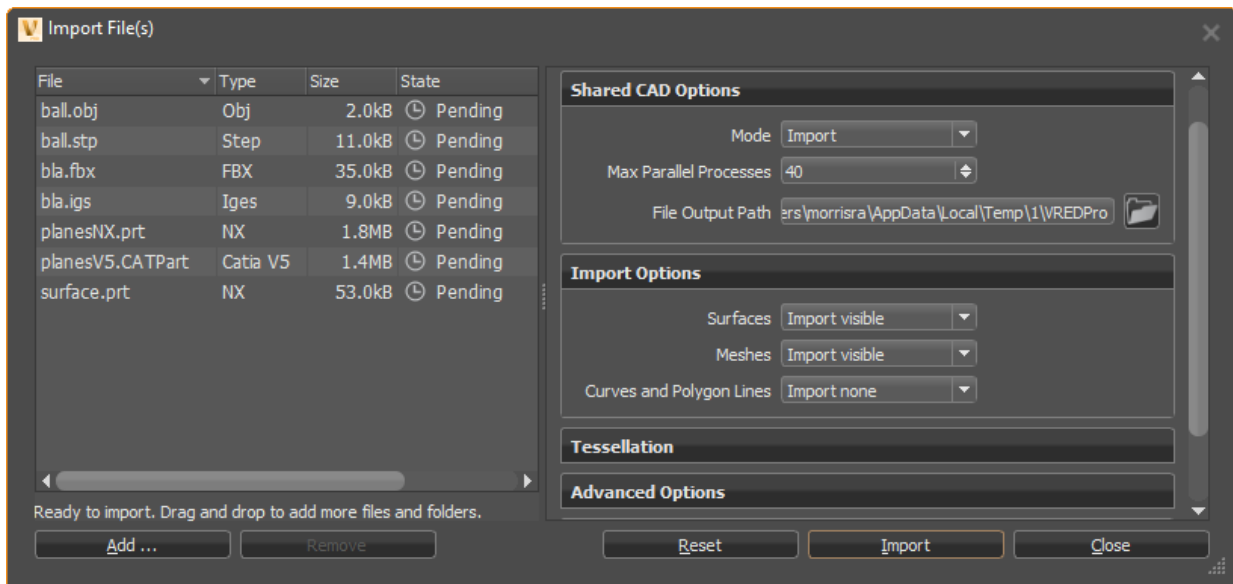 Import File(s)
File Type Size State
ball.obj Obj 2.0kB Pending
ball.stp Step 11.0kB Pending
bla.fbx FBX 35.0kB Pending
bla.igs Iges 9.0kB Pending
planesNX.prt NX 1.8MB Pending
planesV5.CATPart Catia V5 1.4MB Pending
surface.prt NX 53.0kB Pending
Ready to import. Drag and drop to add more files and folders.
Add ... Remove
Shared CAD Options
Mode Import
Max Parallel Processes 40
File Output Path ers\morrisra\AppData\Local\Temp\1\VREDPro
Import Options
Surfaces Import visible
Meshes Import visible
Curves and Polygon Lines Import none
Tessellation
Advanced Options
Reset Import Close